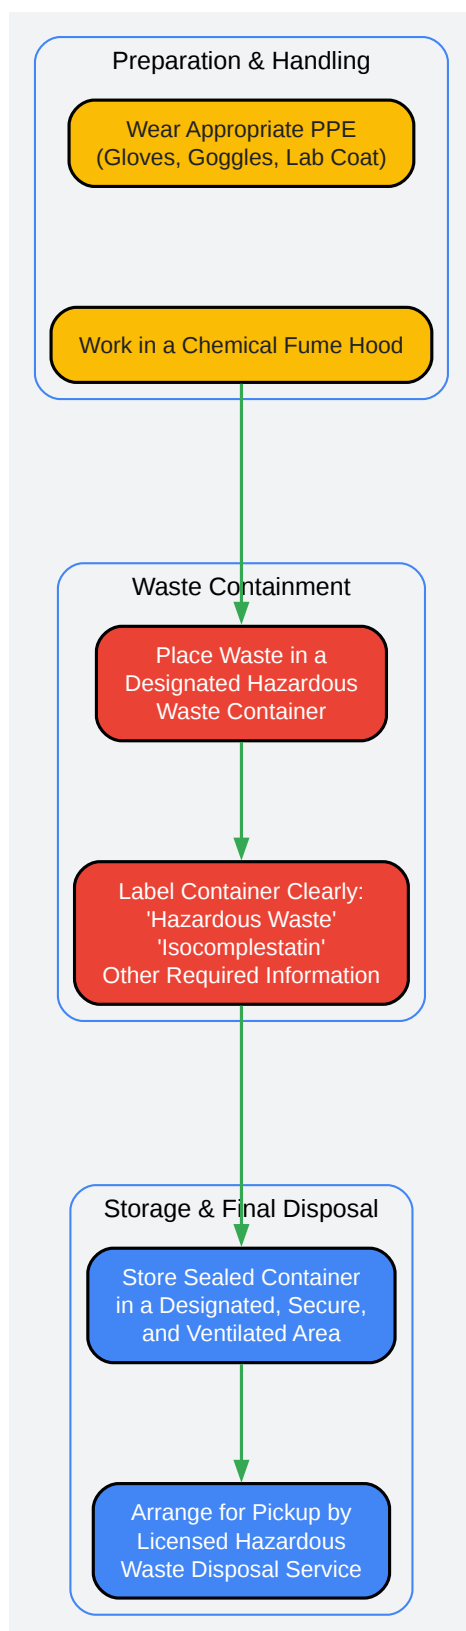 Preparation & Handling
Wear Appropriate PPE
(Gloves, Goggles, Lab Coat)
Work in a Chemical Fume Hood
Waste Containment
Place Waste in a
Designated Hazardous
Waste Container
Label Container Clearly:
'Hazardous Waste'
'Isocomplestatin'
Other Required Information
Storage & Final Disposal
Store Sealed Container
in a Designated, Secure,
and Ventilated Area
Arrange for Pickup by
Licensed Hazardous
Waste Disposal Service